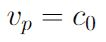 v_p = c_0